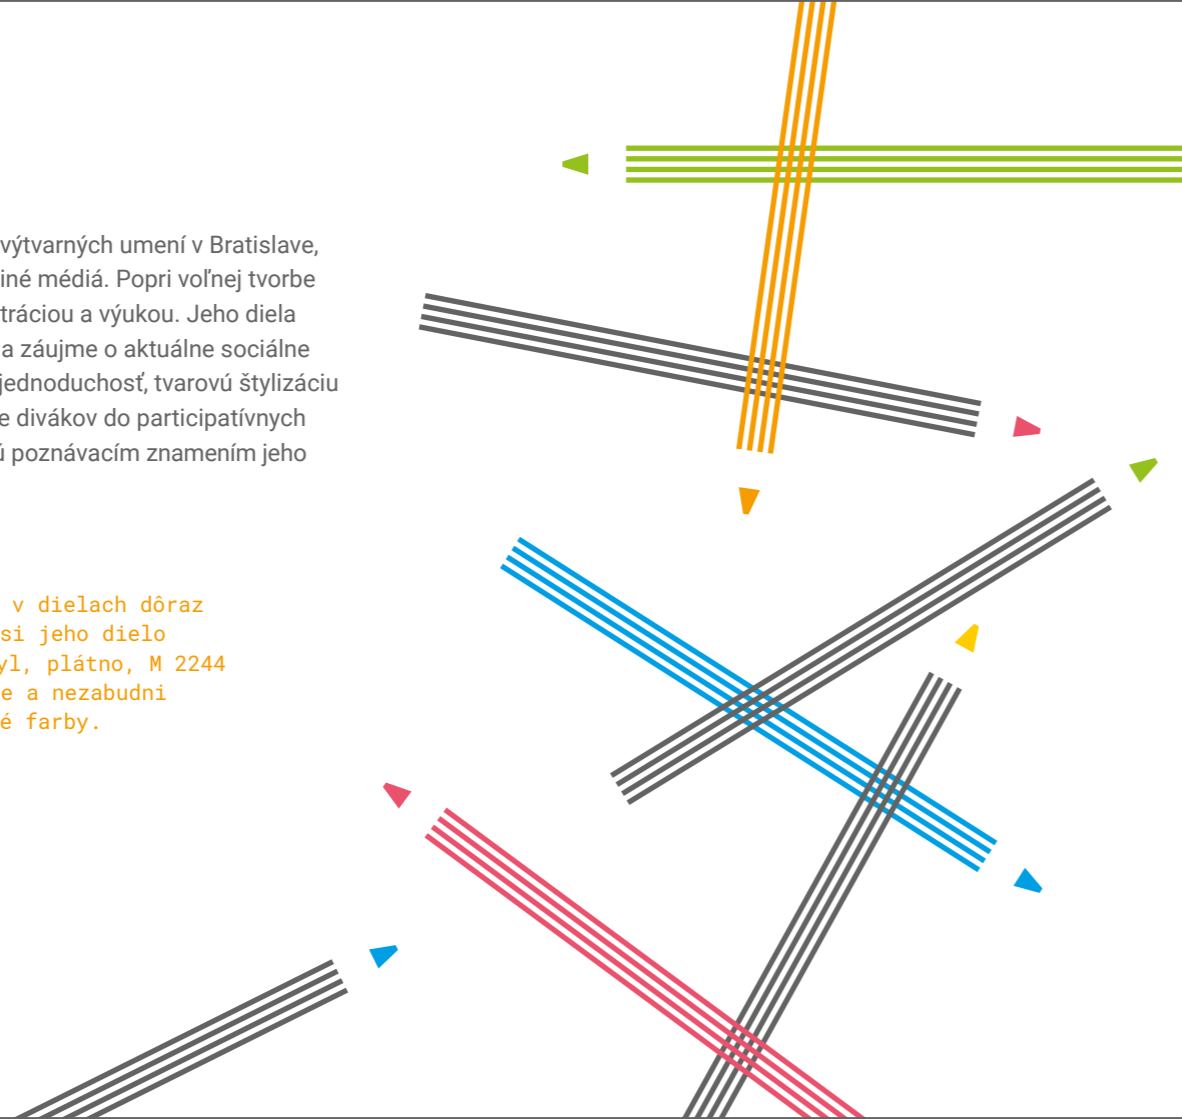 výtvarných umení v Bratislave,
iné médiá. Popri voľnej tvorbe
tráciou a výukou. Jeho diela
a záujme o aktuálne sociálne
jednoduchosť, tvarovú štylizáciu
e divákov do participatívnych
ú poznávacím znamením jeho
v dielach dôraz
si jeho dielo
yl, plátno, M 2244
e a nezabudni
é farby.